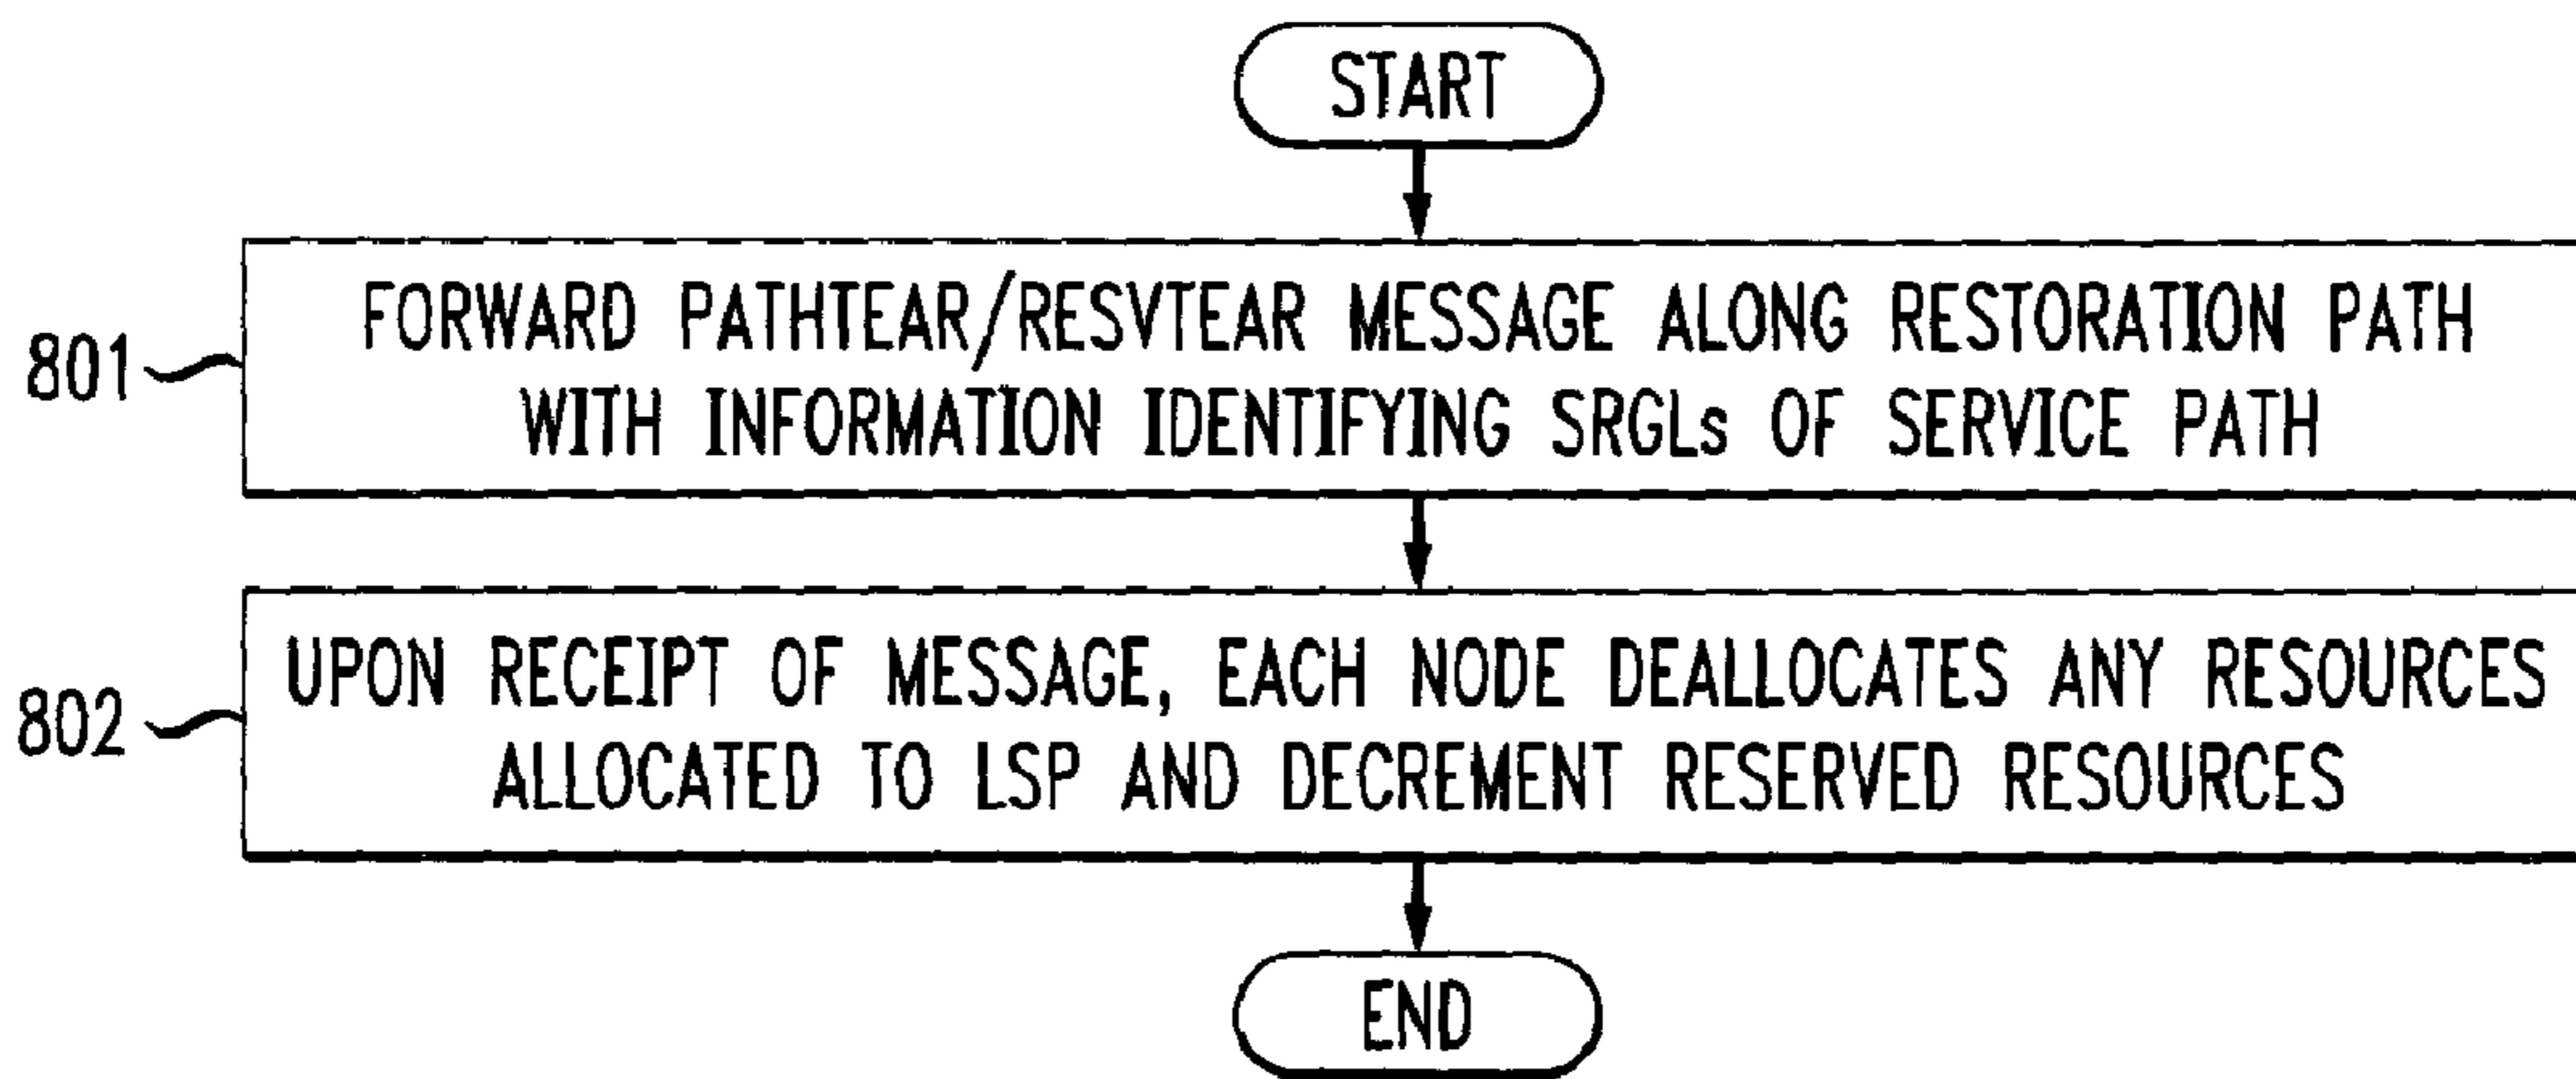 START
801
FORWARD PATHTEAR/RESVTEAR MESSAGE ALONG RESTORATION PATH
WITH INFORMATION IDENTIFYING SRGLs OF SERVICE PATH
802
UPON RECEIPT OF MESSAGE, EACH NODE DEALLOCATES ANY RESOURCES
ALLOCATED TO LSP AND DECREMENT RESERVED RESOURCES
END